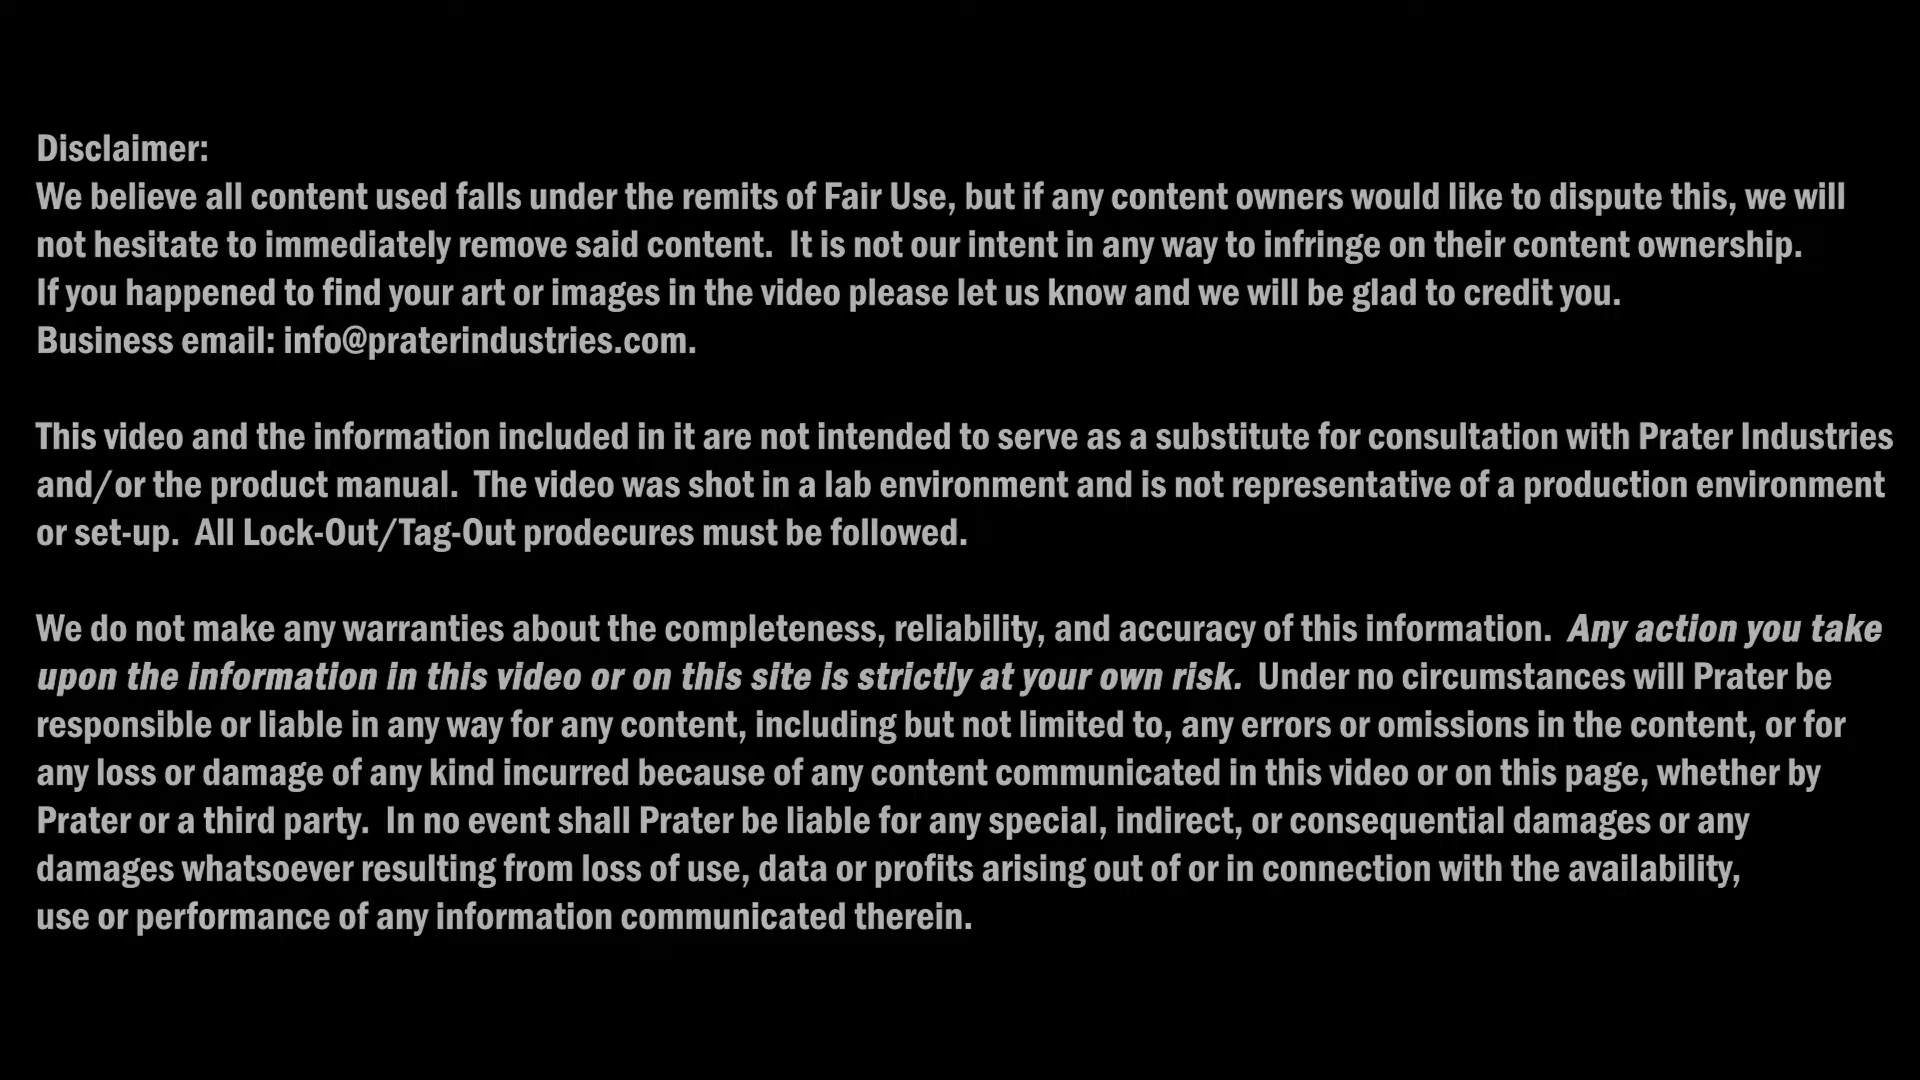 Disclaimer:
We believe all content used falls under the remits of Fair Use, but if any content owners would like to dispute this, we will
not hesitate to immediately remove said content.  It is not our intent in any way to infringe on their content ownership.
If you happened to find your art or images in the video please let us know and we will be glad to credit you.
Business email: info@praterindustries.com.
This video and the information included in it are not intended to serve as a substitute for consultation with Prater Industries
and/or the product manual.  The video was shot in a lab environment and is not representative of a production environment
or set-up.  All Lock-Out/Tag-Out prodecures must be followed.
We do not make any warranties about the completeness, reliability, and accuracy of this information.  Any action you take
upon the information in this video or on this site is strictly at your own risk.  Under no circumstances will Prater be
responsible or liable in any way for any content, including but not limited to, any errors or omissions in the content, or for
any loss or damage of any kind incurred because of any content communicated in this video or on this page, whether by
Prater or a third party.  In no event shall Prater be liable for any special, indirect, or consequential damages or any
damages whatsoever resulting from loss of use, data or profits arising out of or in connection with the availability,
use or performance of any information communicated therein.